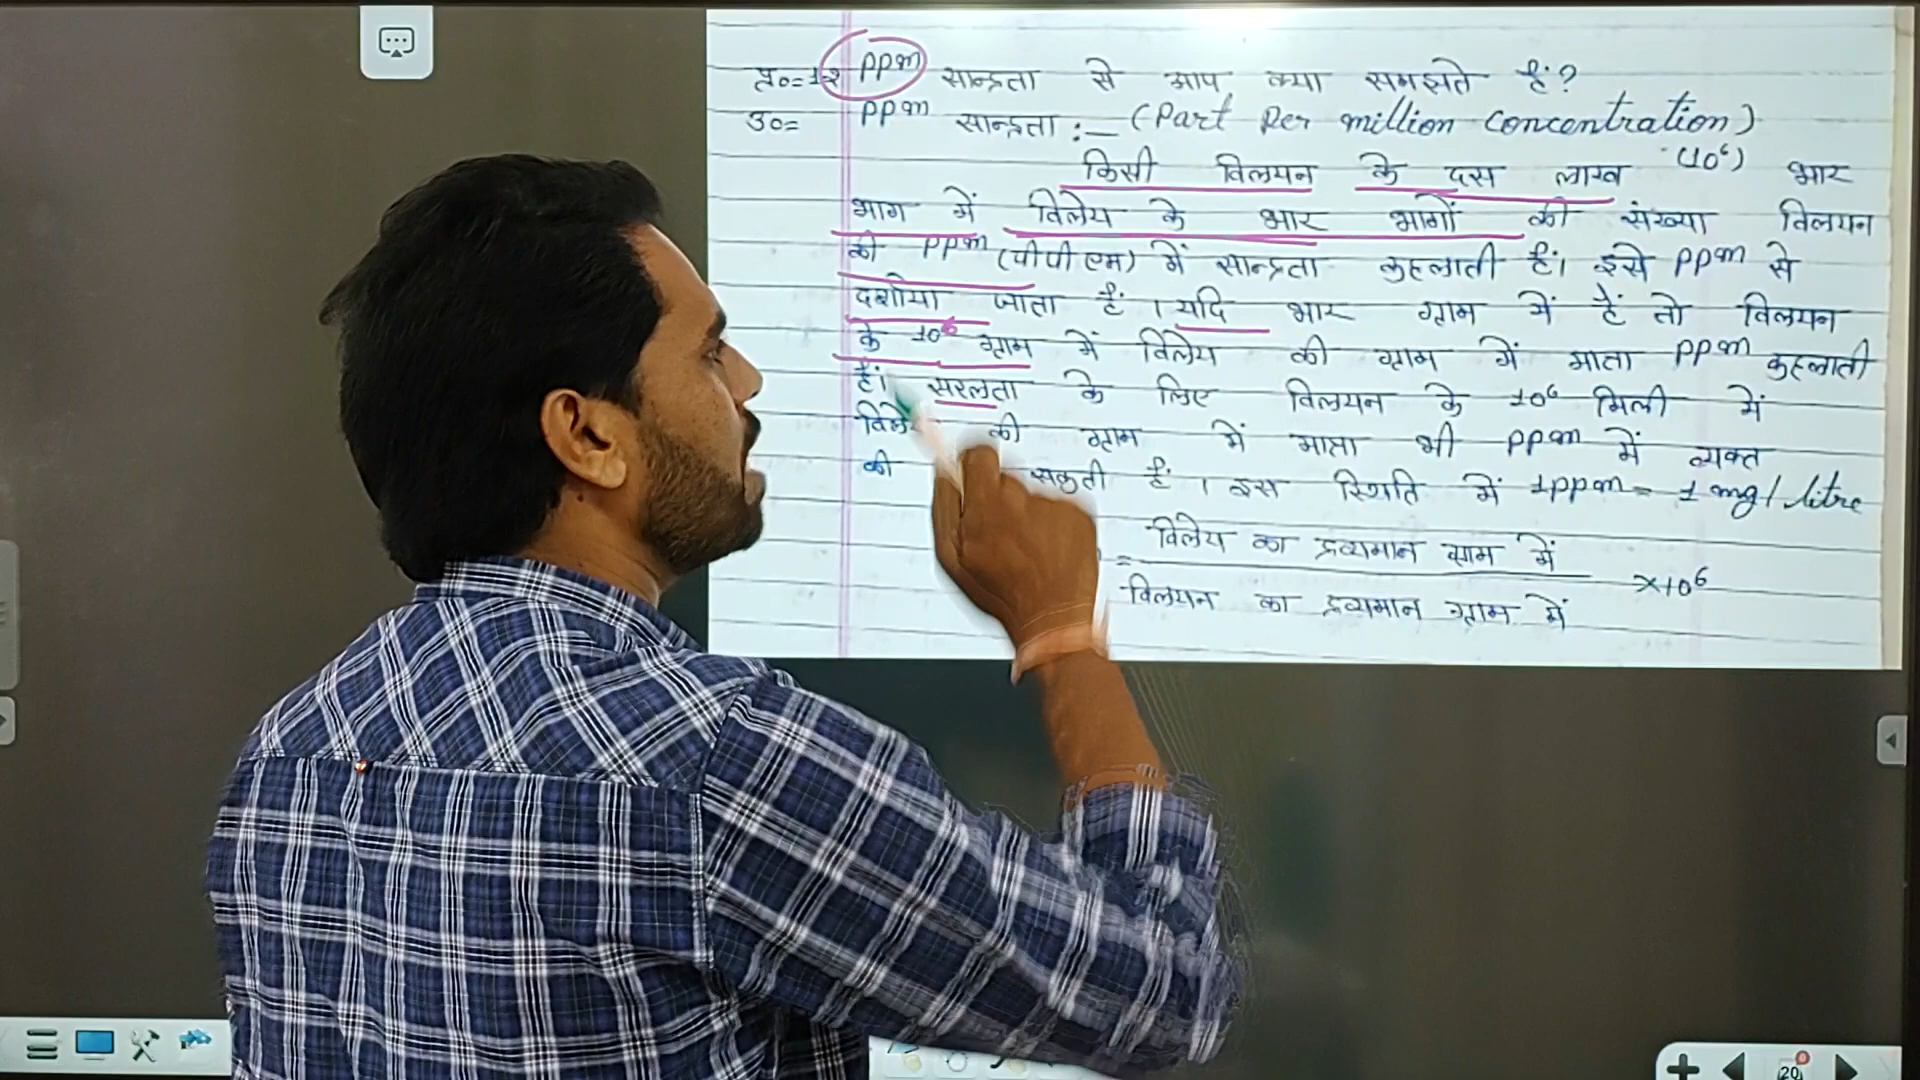 प्र०=12 ppm सान्द्रता से आप क्या समझते हैं?
उ०= ppm सान्द्रता :— (Part Per million concentration)
किसी विलयन के दस लाख (10⁶) भार
भाग में विलेय के भार भागों की संख्या विलयन
की ppm (पीपीएम) में सान्द्रता कहलाती हैं। इसे ppm से
दर्शाया जाता हैं । यदि भार ग्राम में हैं तो विलयन
के 10⁶ ग्राम में विलेय की ग्राम में मात्रा ppm कहलाती
हैं। सरलता के लिए विलयन के 10⁶ मिली में
की ग्राम में मात्रा भी ppm में व्यक्त
की सकती हैं । इस स्थिति में 1ppm = 1 mg/litre
= विलेय का द्रव्यमान ग्राम में
विलयन का द्रव्यमान ग्राम में ×10⁶
20